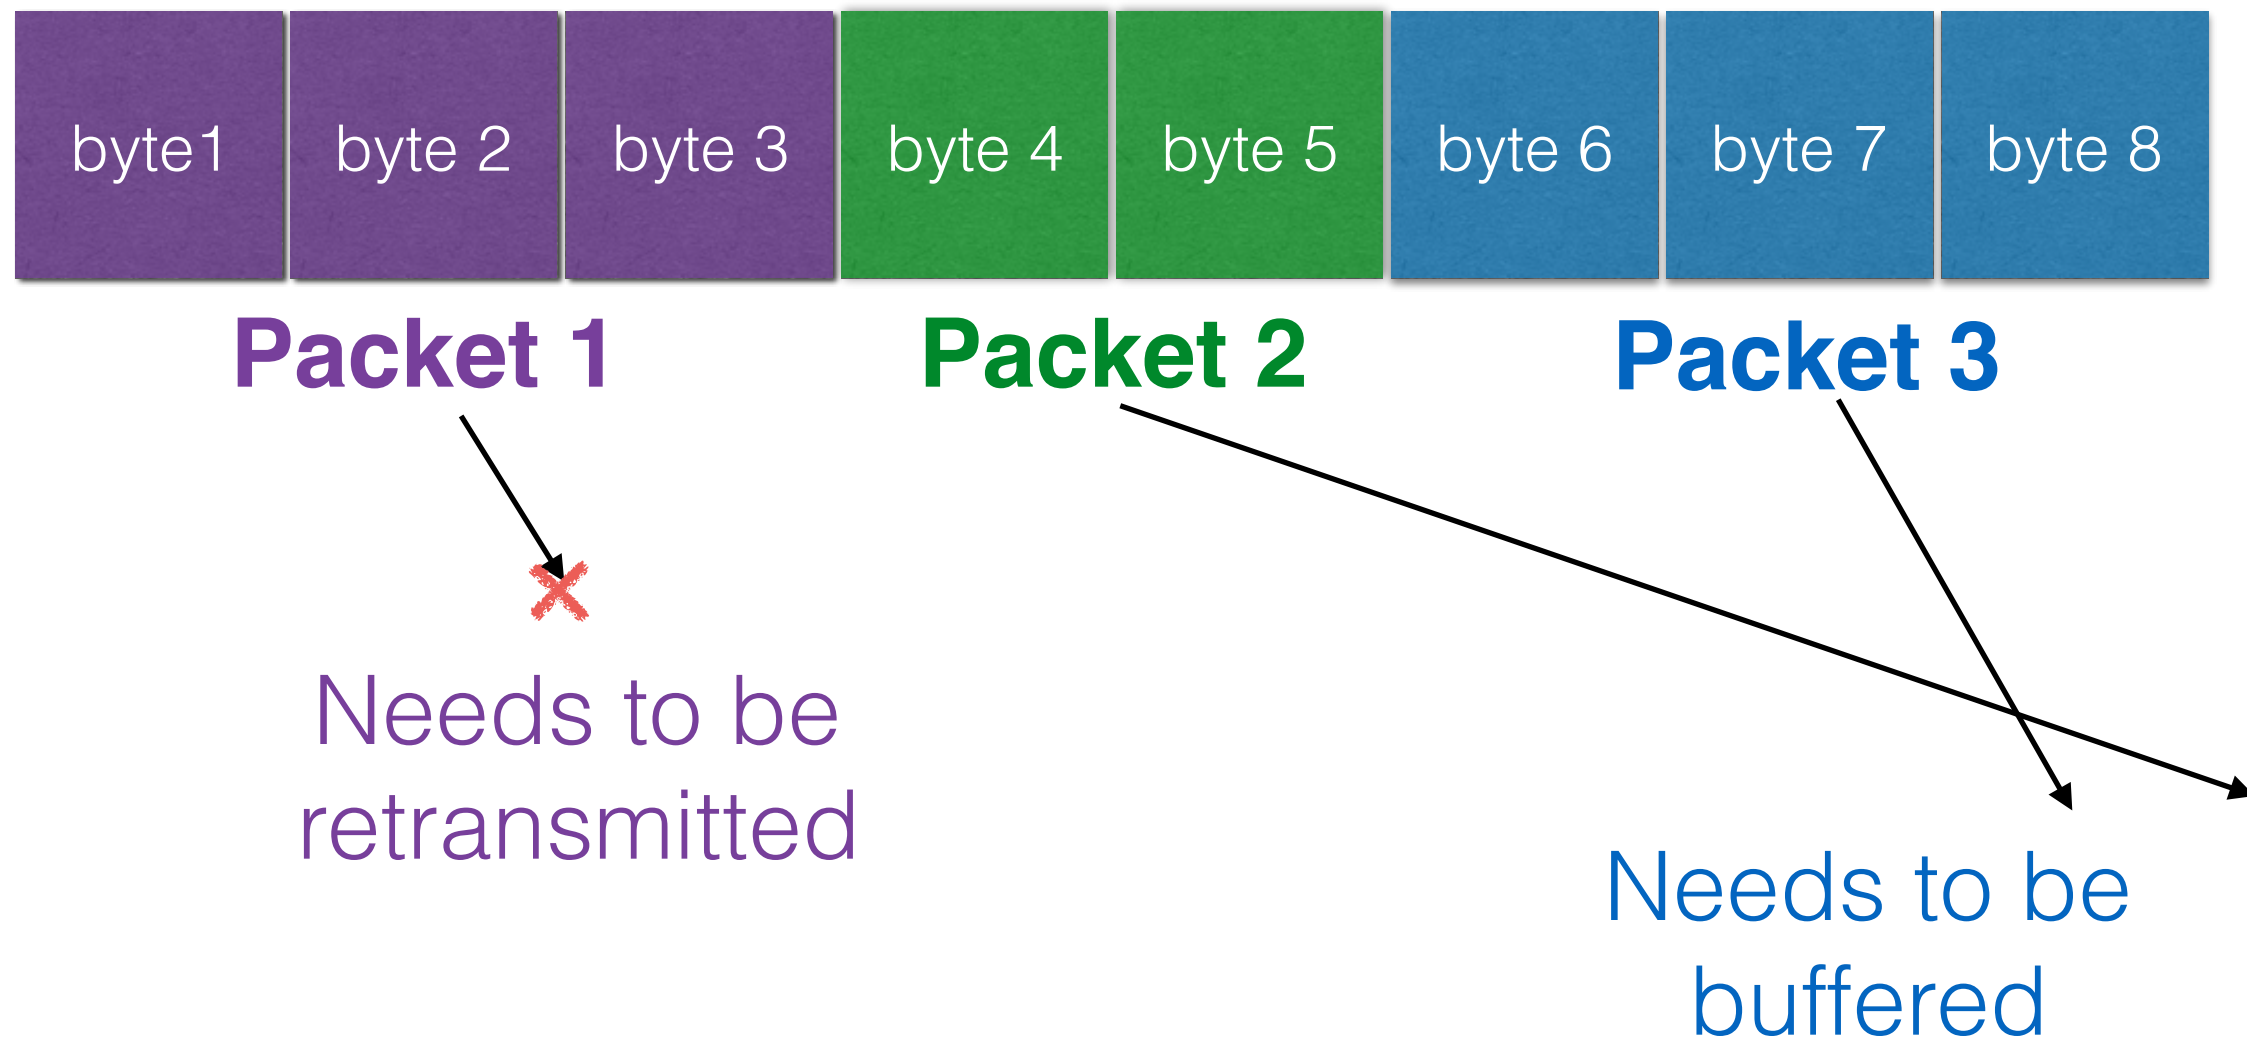 byte1 byte 2 byte 3 byte 4 byte 5 byte 6 byte 7 byte 8
Packet 1 Packet 2 Packet 3
Needs to be
retransmitted
Needs to be
buffered